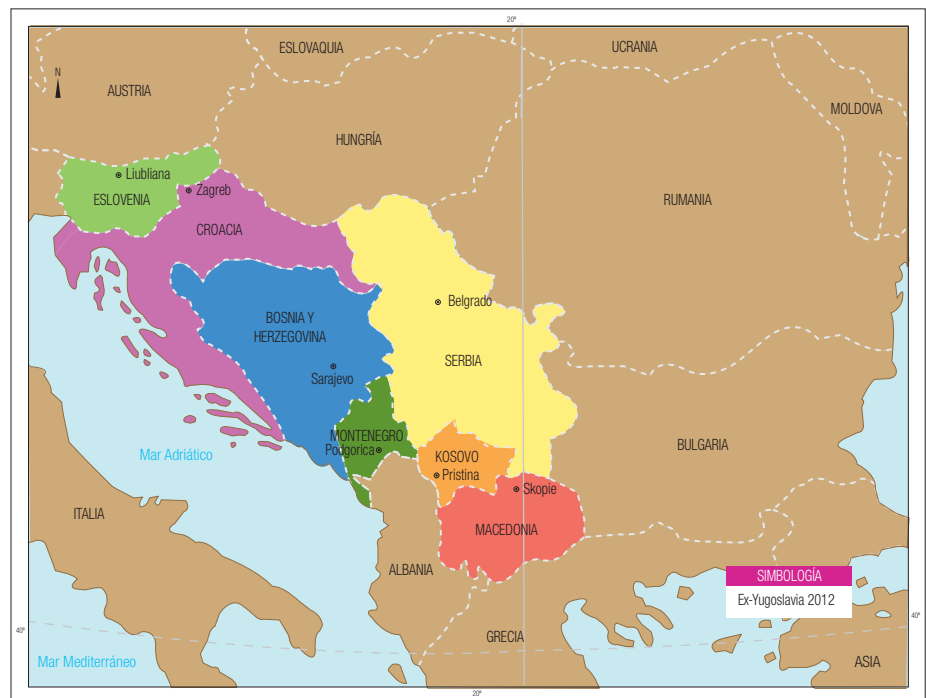 20°
ESLOVAQUIA
UCRANIA
N
AUSTRIA
MOLDOVA
HUNGRÍA
Liubliana
Zagreb
ESLOVENIA
RUMANIA
CROACIA
Belgrado
BOSNIA Y
HERZEGOVINA
SERBIA
Sarajevo
MONTENEGRO
Podgorica
BULGARIA
Mar Adriático
KOSOVO
Pristina
Skopie
ITALIA
MACEDONIA
ALBANIA
SIMBOLOGÍA
Ex-Yugoslavia 2012
40°
40°
GRECIA
Mar Mediterráneo
ASIA
20°